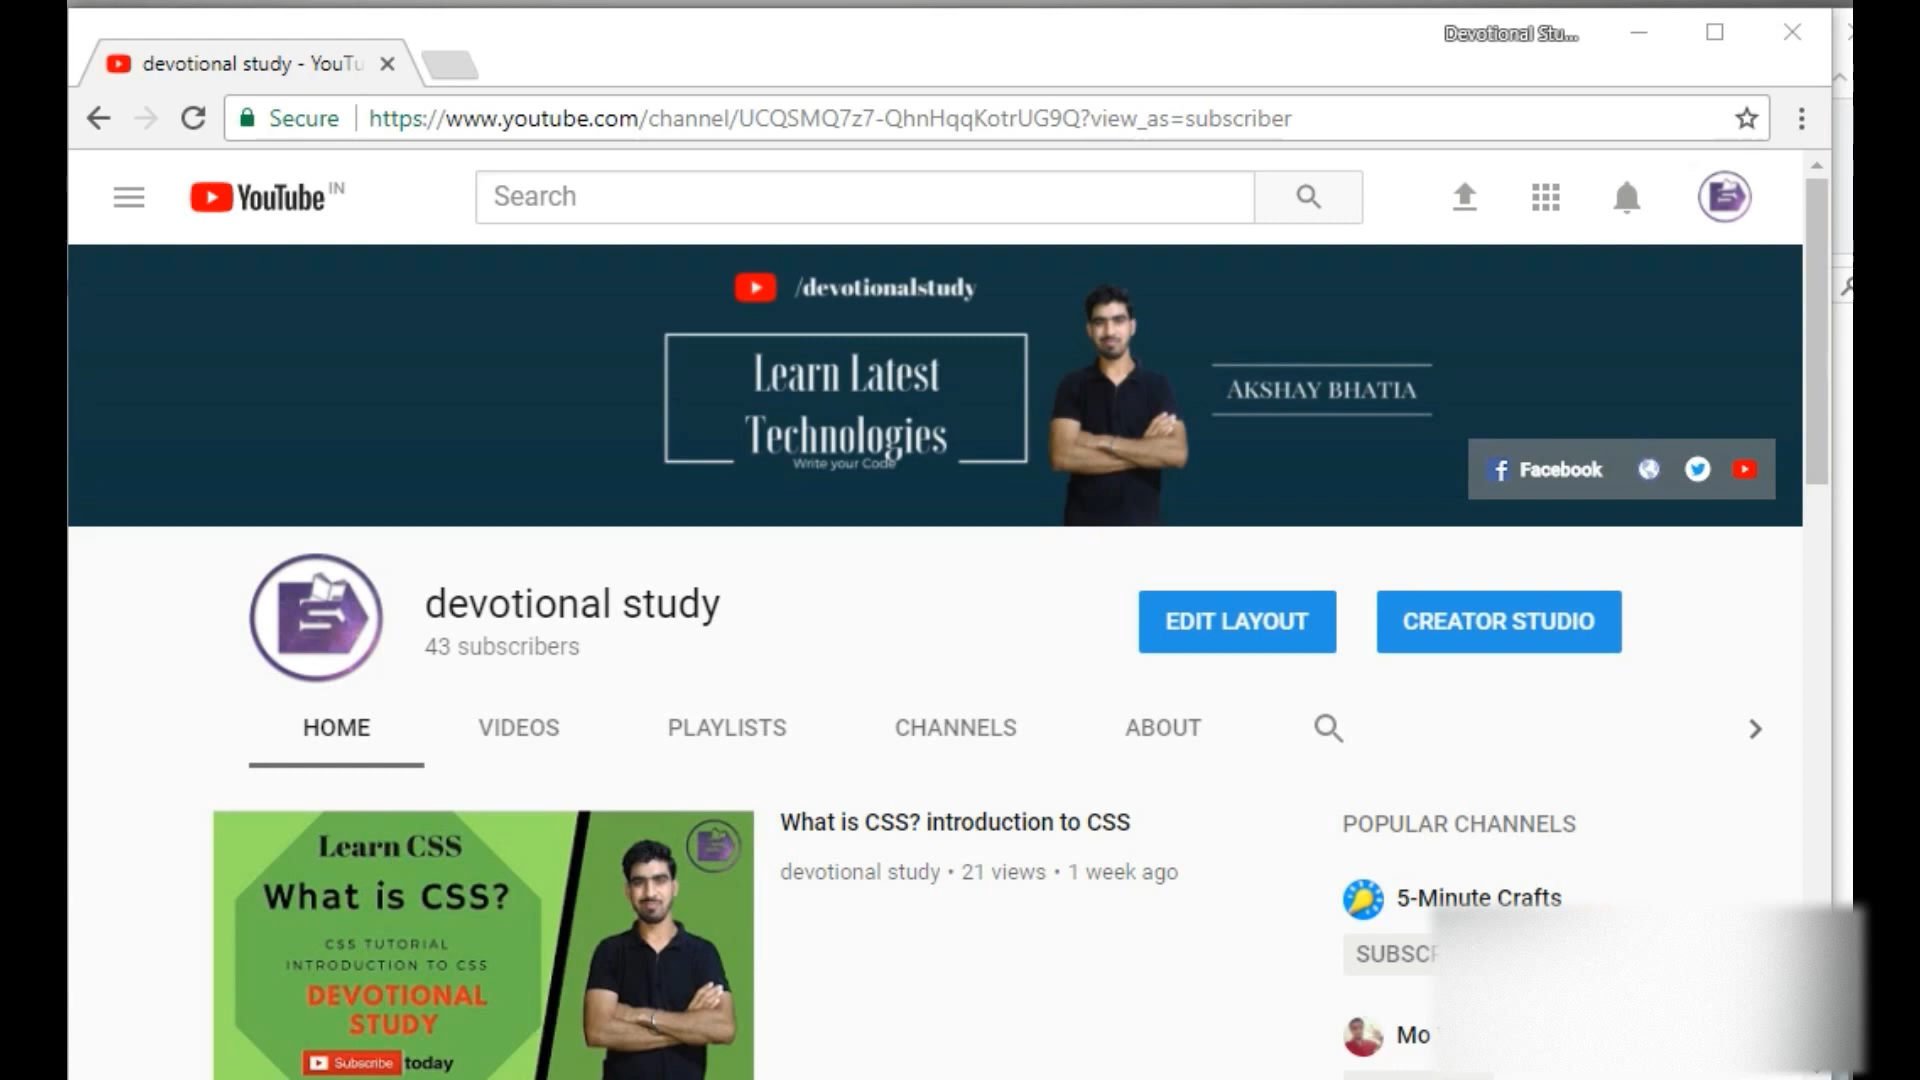 Devotional Stu...
devotional study - YouTu
Secure
https://www.youtube.com/channel/UCQSMQ7z7-QhnHqqKotrUG9Q?view_as=subscriber
YouTube IN
Search
/devotionalstudy
Learn Latest
Technologies
Write your Code
AKSHAY BHATIA
Facebook
devotional study
43 subscribers
EDIT LAYOUT
CREATOR STUDIO
HOME
VIDEOS
PLAYLISTS
CHANNELS
ABOUT
Learn CSS
What is CSS?
CSS TUTORIAL
INTRODUCTION TO CSS
DEVOTIONAL
STUDY
Subscribe today
What is CSS? introduction to CSS
devotional study • 21 views • 1 week ago
POPULAR CHANNELS
5-Minute Crafts
SUBSCR
Mo